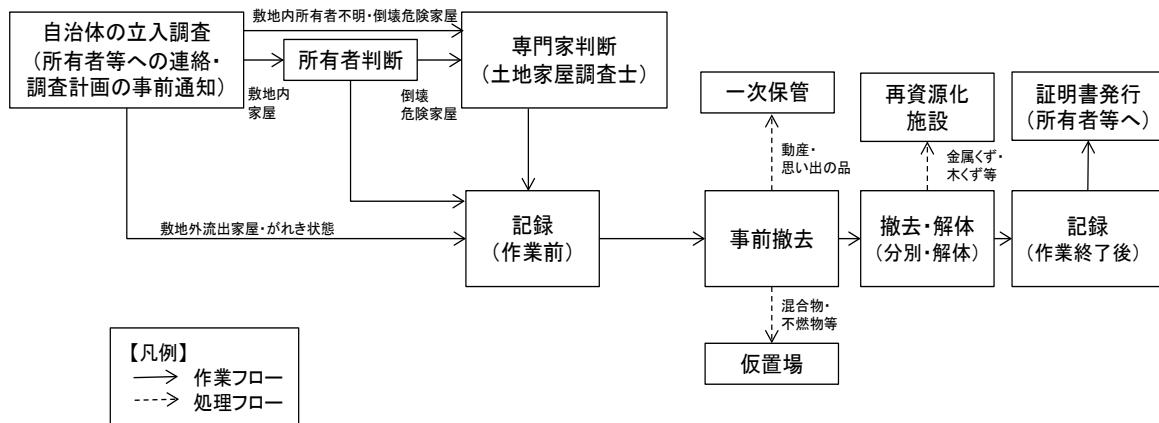 敷地内所有者不明・倒壊危険家屋
自治体の立入調査
(所有者等への連絡・
調査計画の事前通知)
敷地内
家屋
所有者判断
倒壊
危険家屋
専門家判断
(土地家屋調査士)
敷地外流出家屋・がれき状態
記録
(作業前)
一次保管
動産・
思い出の品
事前撤去
混合物・
不燃物等
仮置場
再資源化
施設
金属くず・
木くず等
撤去・解体
(分別・解体)
証明書発行
(所有者等へ)
記録
(作業終了後)
【凡例】
作業フロー
処理フロー